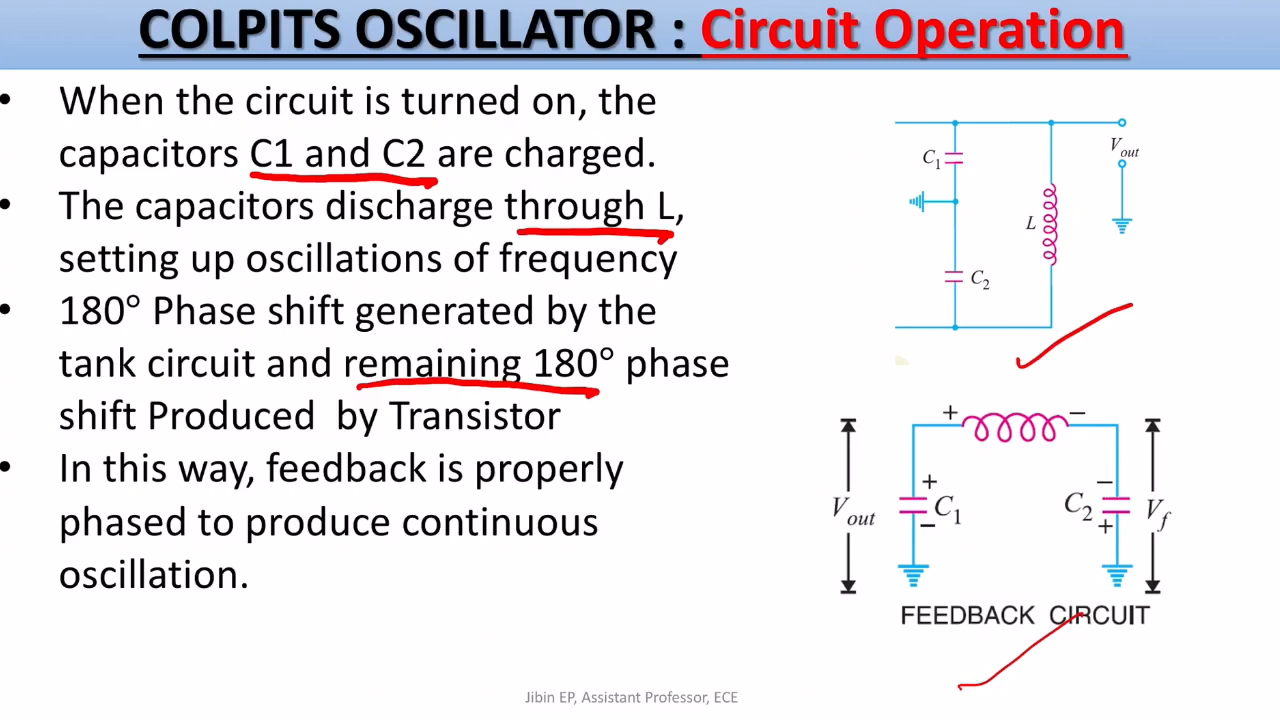 COLPITS OSCILLATOR : Circuit Operation
• When the circuit is turned on, the
capacitors C1 and C2 are charged.
• The capacitors discharge through L,
setting up oscillations of frequency
• 180° Phase shift generated by the
tank circuit and remaining 180° phase
shift Produced by Transistor
• In this way, feedback is properly
phased to produce continuous
oscillation.
C1
Vout
L
C2
+ −
+ −
Vout C1 C2 Vf
− +
FEEDBACK CIRCUIT
Jibin EP, Assistant Professor, ECE